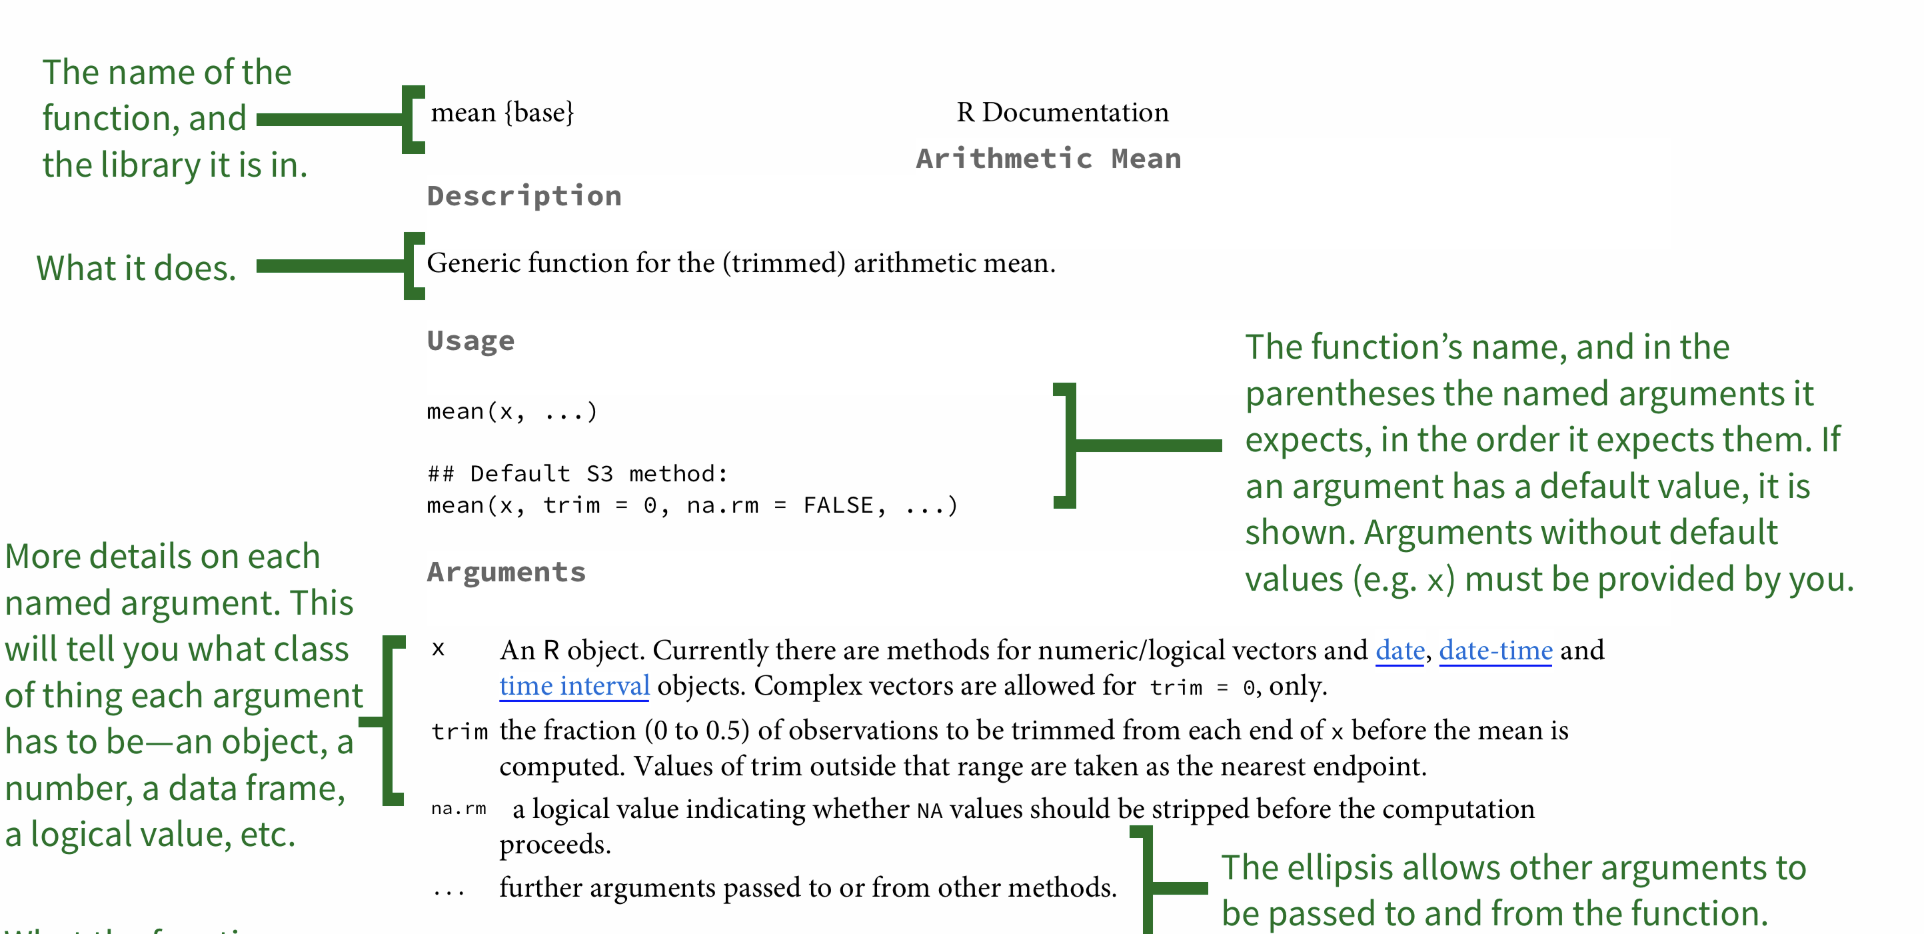 The name of the
function, and
the library it is in.
mean {base}
R Documentation
Arithmetic Mean
Description
What it does.
Generic function for the (trimmed) arithmetic mean.
Usage
mean(x, ...)
## Default S3 method:
mean(x, trim = 0, na.rm = FALSE, ...)
The function’s name, and in the
parentheses the named arguments it
expects, in the order it expects them. If
an argument has a default value, it is
shown. Arguments without default
values (e.g. x) must be provided by you.
More details on each
named argument. This
will tell you what class
of thing each argument
has to be—an object, a
number, a data frame,
a logical value, etc.
Arguments
x An R object. Currently there are methods for numeric/logical vectors and date, date-time and
time interval objects. Complex vectors are allowed for trim = 0, only.
trim the fraction (0 to 0.5) of observations to be trimmed from each end of x before the mean is
computed. Values of trim outside that range are taken as the nearest endpoint.
na.rm a logical value indicating whether NA values should be stripped before the computation
proceeds.
... further arguments passed to or from other methods.
The ellipsis allows other arguments to
be passed to and from the function.